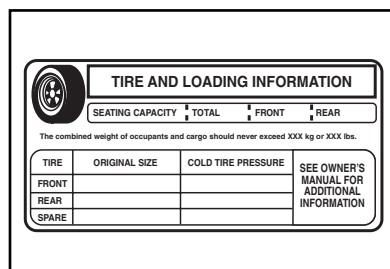 TIRE AND LOADING INFORMATION
SEATING CAPACITY TOTAL FRONT REAR
The combined weight of occupants and cargo should never exceed XXX kg or XXX lbs.
TIRE ORIGINAL SIZE COLD TIRE PRESSURE
SEE OWNER'S
MANUAL FOR
ADDITIONAL
INFORMATION
FRONT
REAR
SPARE